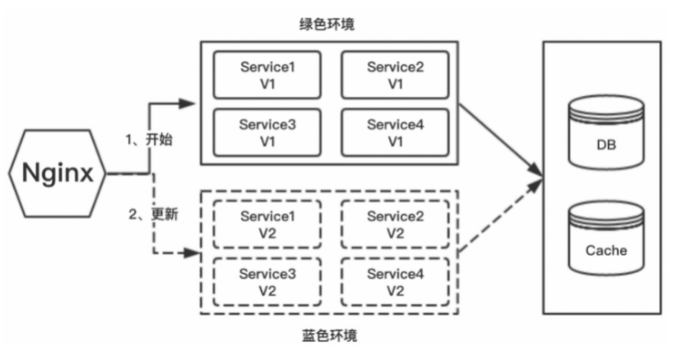 绿色环境
Service1
V1
Service2
V1
Service3
V1
Service4
V1
1、开始
Nginx
2、更新
Service1
V2
Service2
V2
Service3
V2
Service4
V2
蓝色环境
DB
Cache